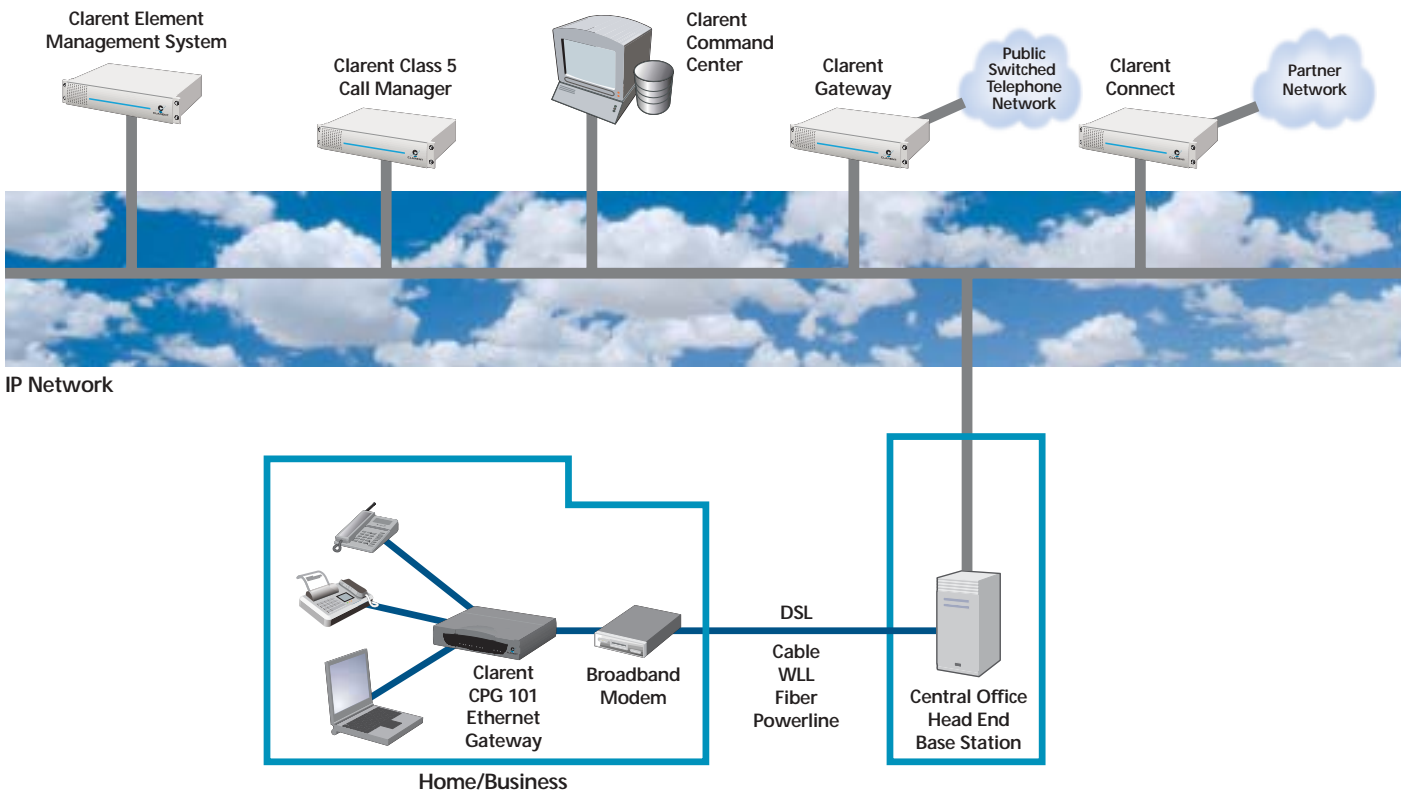 Clarent Element
Management System
Clarent Class 5
Call Manager
Clarent
Command
Center
Clarent
Gateway
Public
Switched
Telephone
Network
Clarent
Connect
Partner
Network
IP Network
Clarent
CPG 101
Ethernet
Gateway
Broadband
Modem
DSL
Cable
WLL
Fiber
Powerline
Central Office
Head End
Base Station
Home/Business